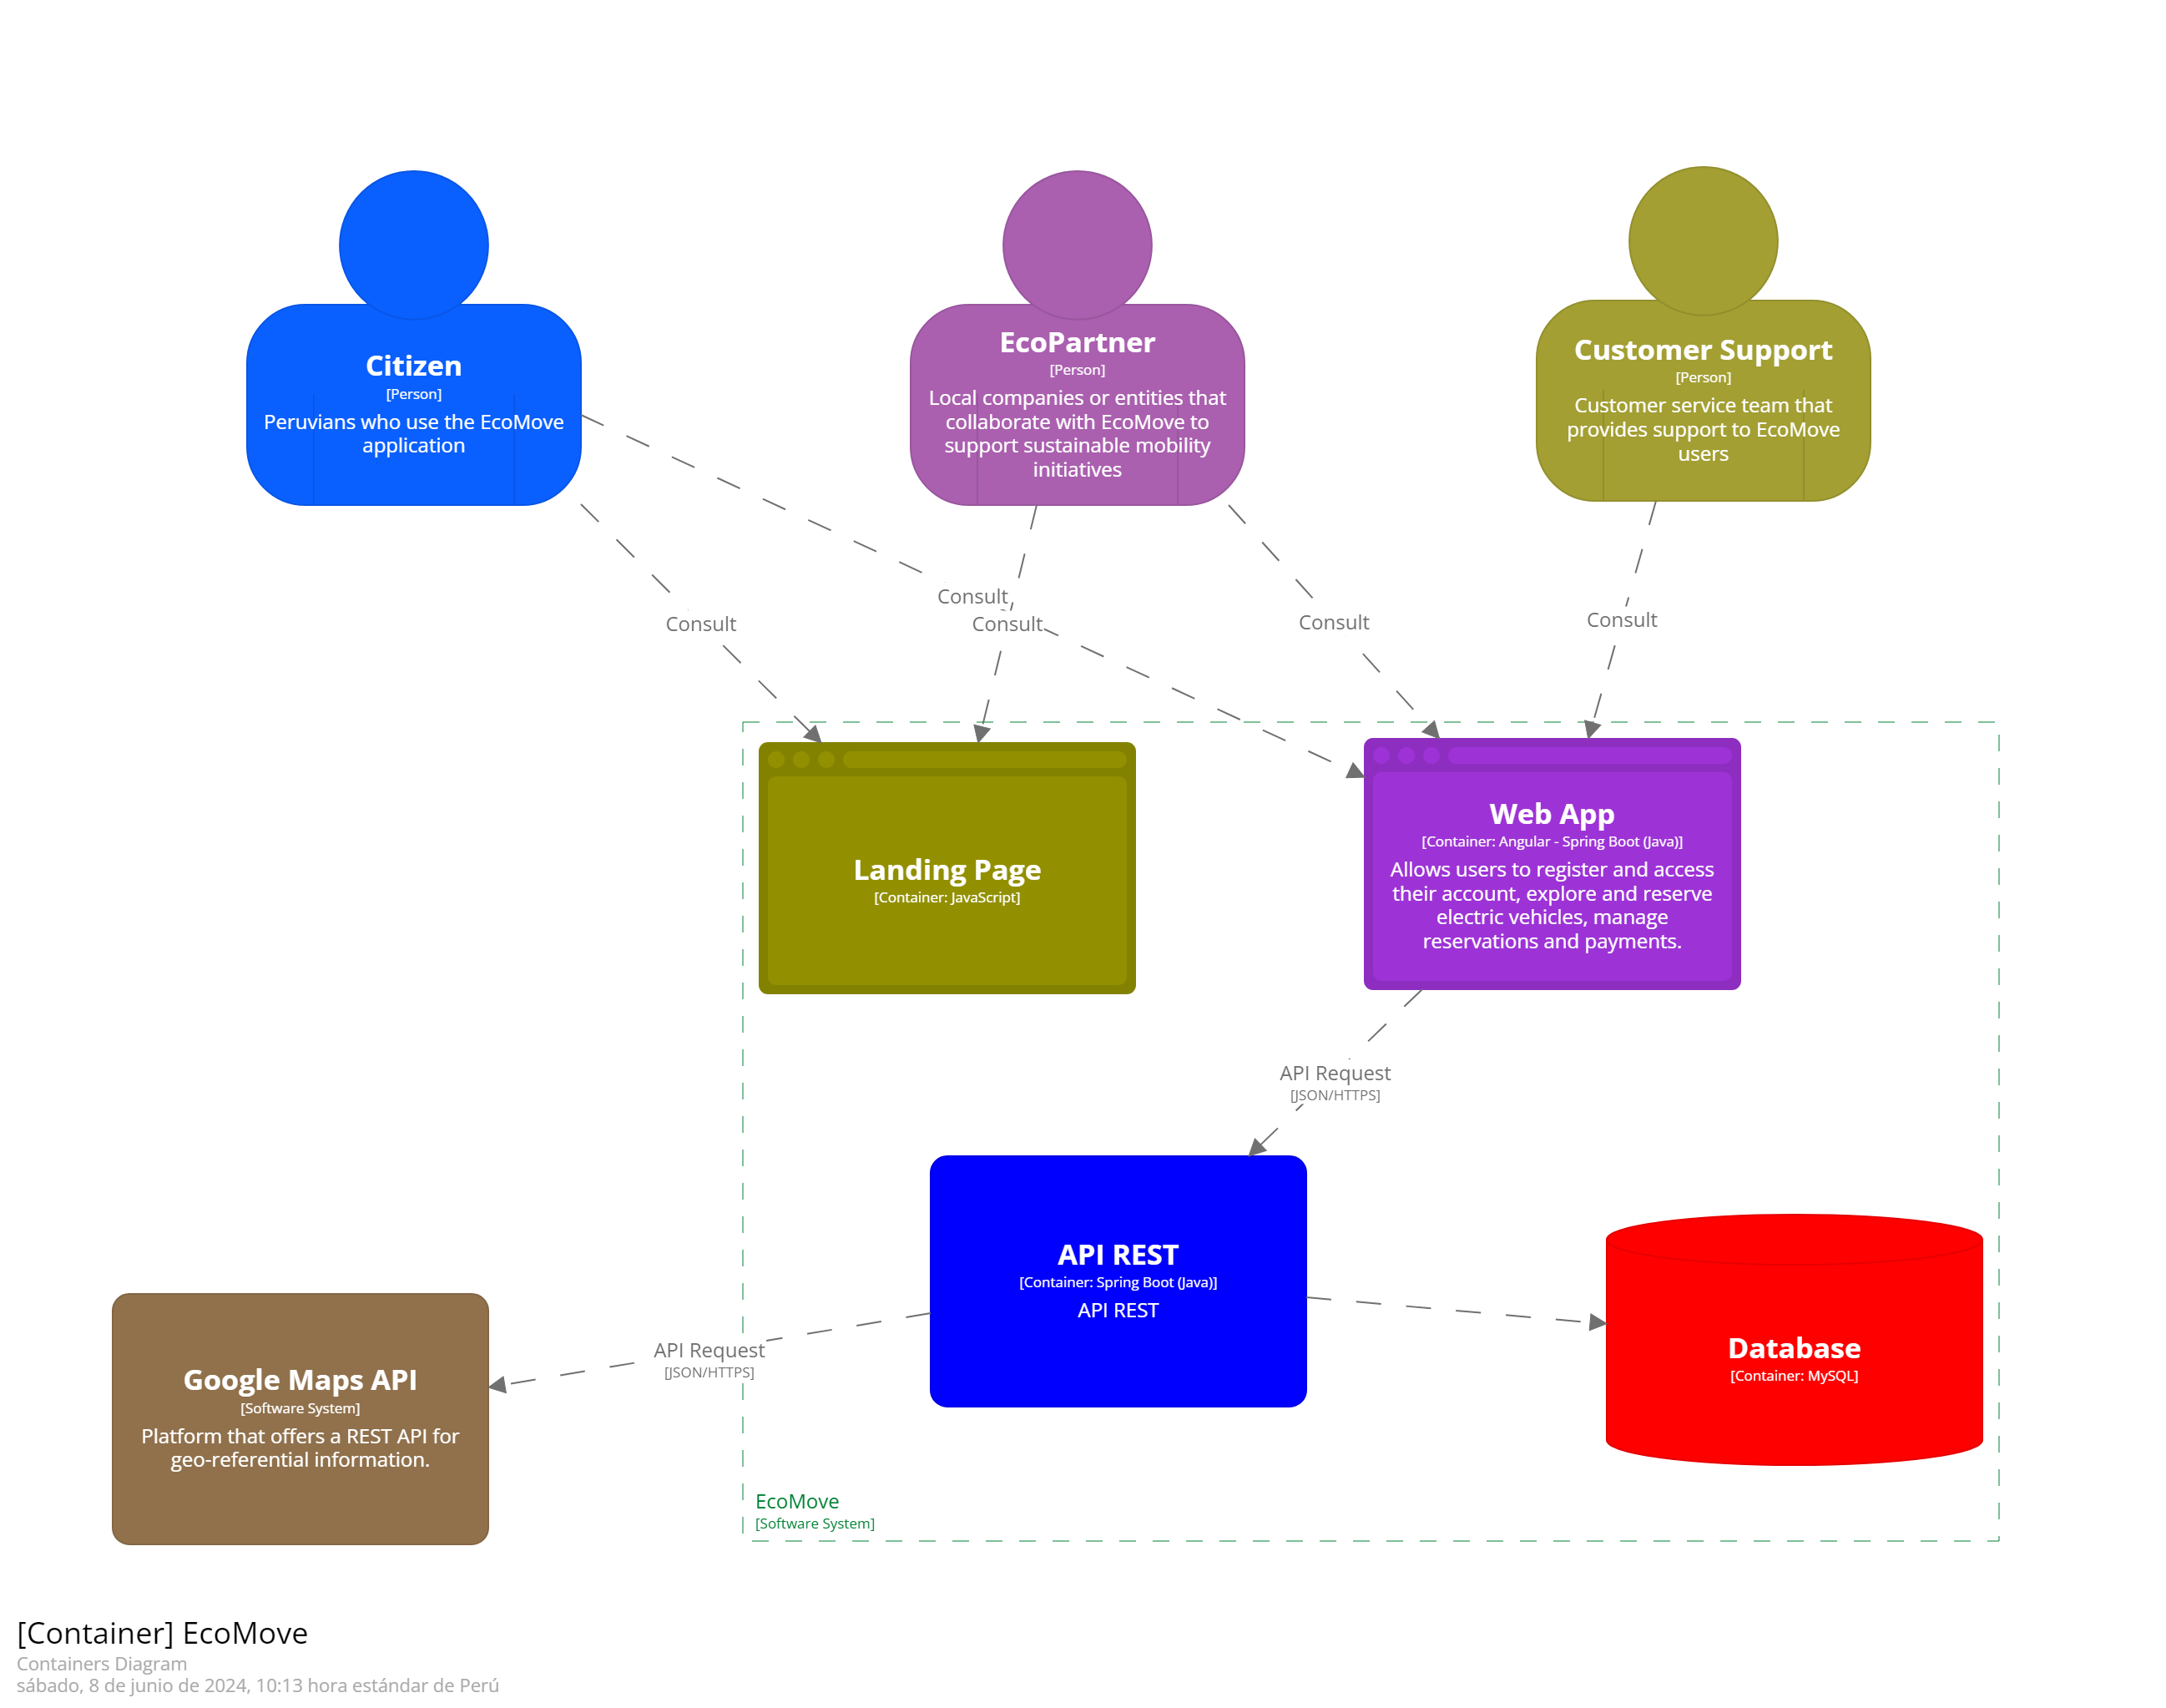 Citizen
[Person]
Peruvians who use the EcoMove
application
EcoPartner
[Person]
Local companies or entities that
collaborate with EcoMove to
support sustainable mobility
initiatives
Customer Support
[Person]
Customer service team that
provides support to EcoMove
users
Consult
Consult
Consult
Consult
Consult
Landing Page
[Container: JavaScript]
Web App
[Container: Angular - Spring Boot (Java)]
Allows users to register and access
their account, explore and reserve
electric vehicles, manage
reservations and payments.
API Request
[JSON/HTTPS]
API REST
[Container: Spring Boot (Java)]
API REST
Database
[Container: MySQL]
API Request
[JSON/HTTPS]
Google Maps API
[Software System]
Platform that offers a REST API for
geo-referential information.
EcoMove
[Software System]
[Container] EcoMove
Containers Diagram
sábado, 8 de junio de 2024, 10:13 hora estándar de Perú